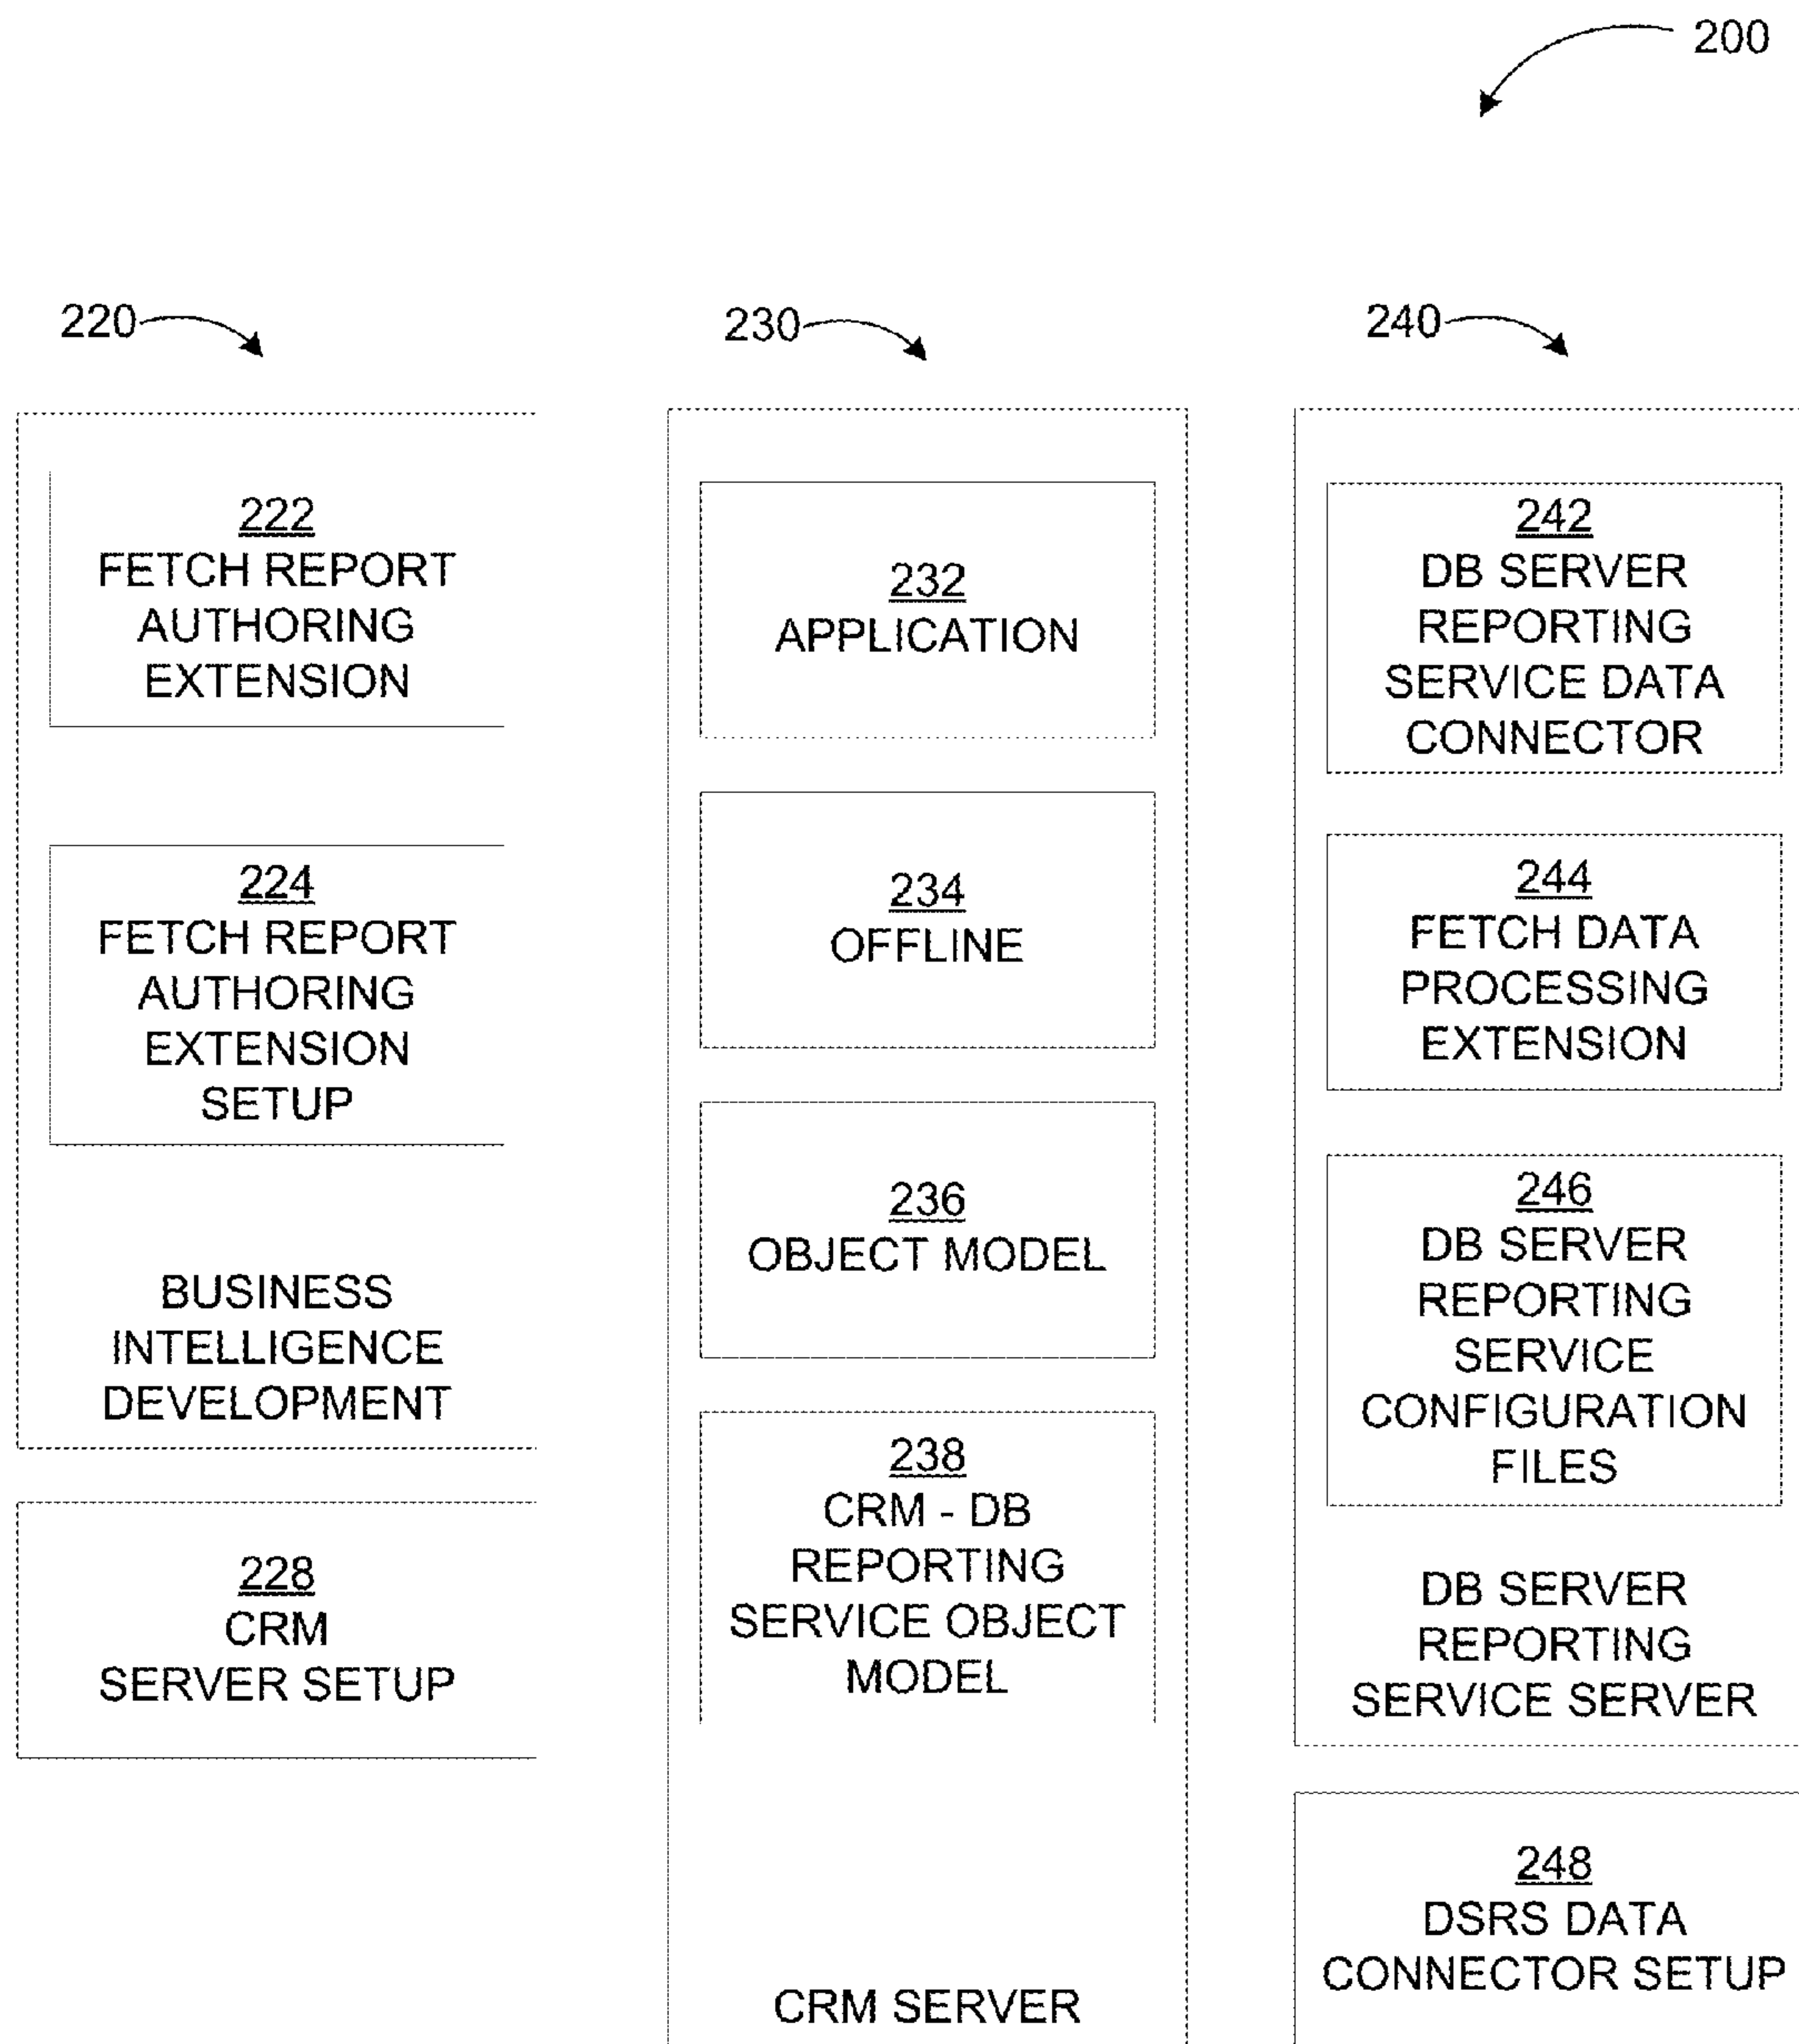 200
220
230
240
222
FETCH REPORT
AUTHORING
EXTENSION
224
FETCH REPORT
AUTHORING
EXTENSION
SETUP
BUSINESS
INTELLIGENCE
DEVELOPMENT
228
CRM
SERVER SETUP
232
APPLICATION
234
OFFLINE
236
OBJECT MODEL
238
CRM - DB
REPORTING
SERVICE OBJECT
MODEL
CRM SERVER
242
DB SERVER
REPORTING
SERVICE DATA
CONNECTOR
244
FETCH DATA
PROCESSING
EXTENSION
246
DB SERVER
REPORTING
SERVICE
CONFIGURATION
FILES
DB SERVER
REPORTING
SERVICE SERVER
248
DSRS DATA
CONNECTOR SETUP